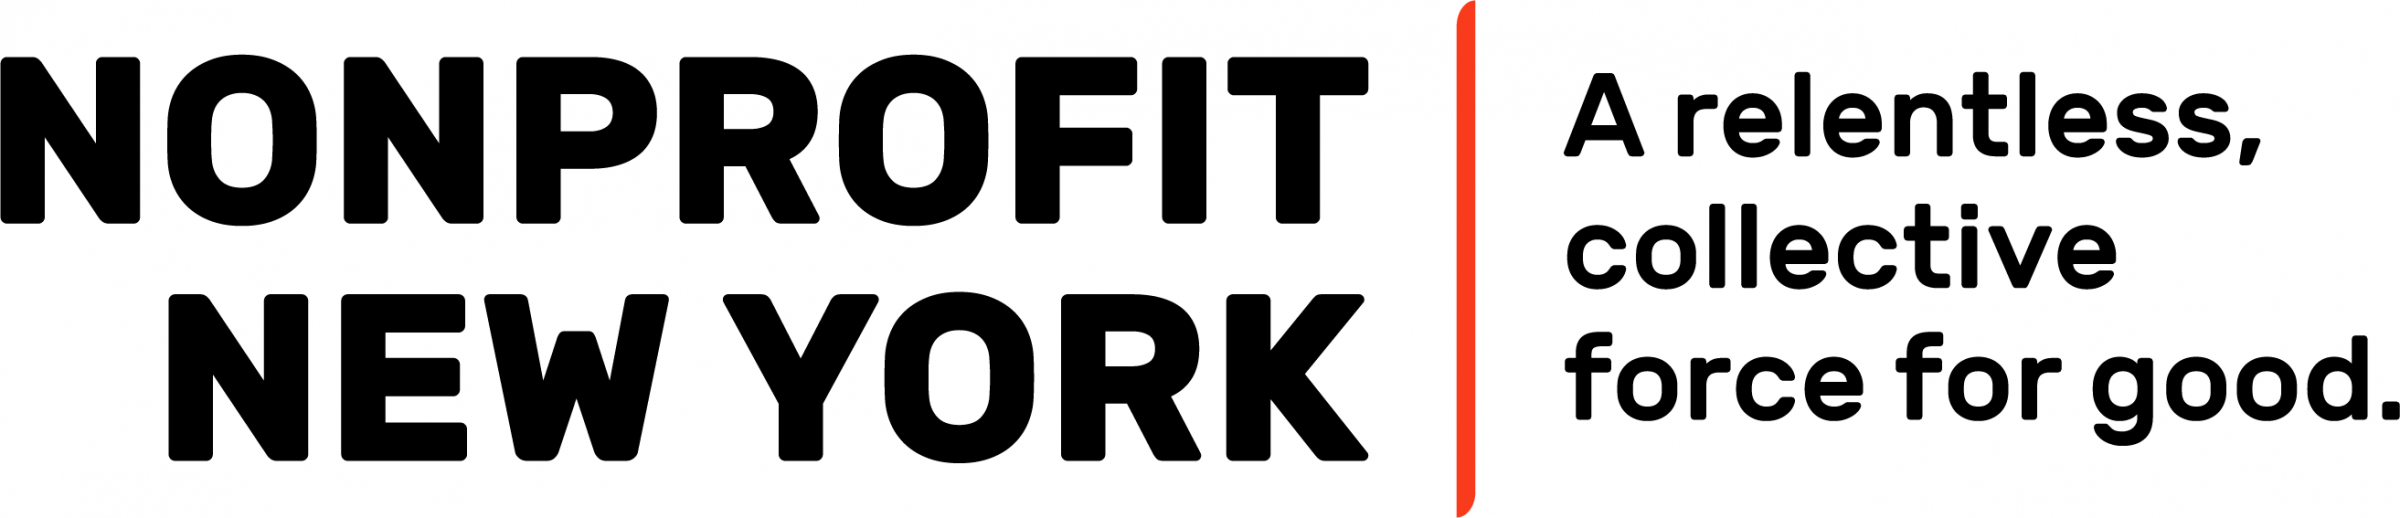 NONPROFIT
NEW YORK
A relentless,
collective
force for good.